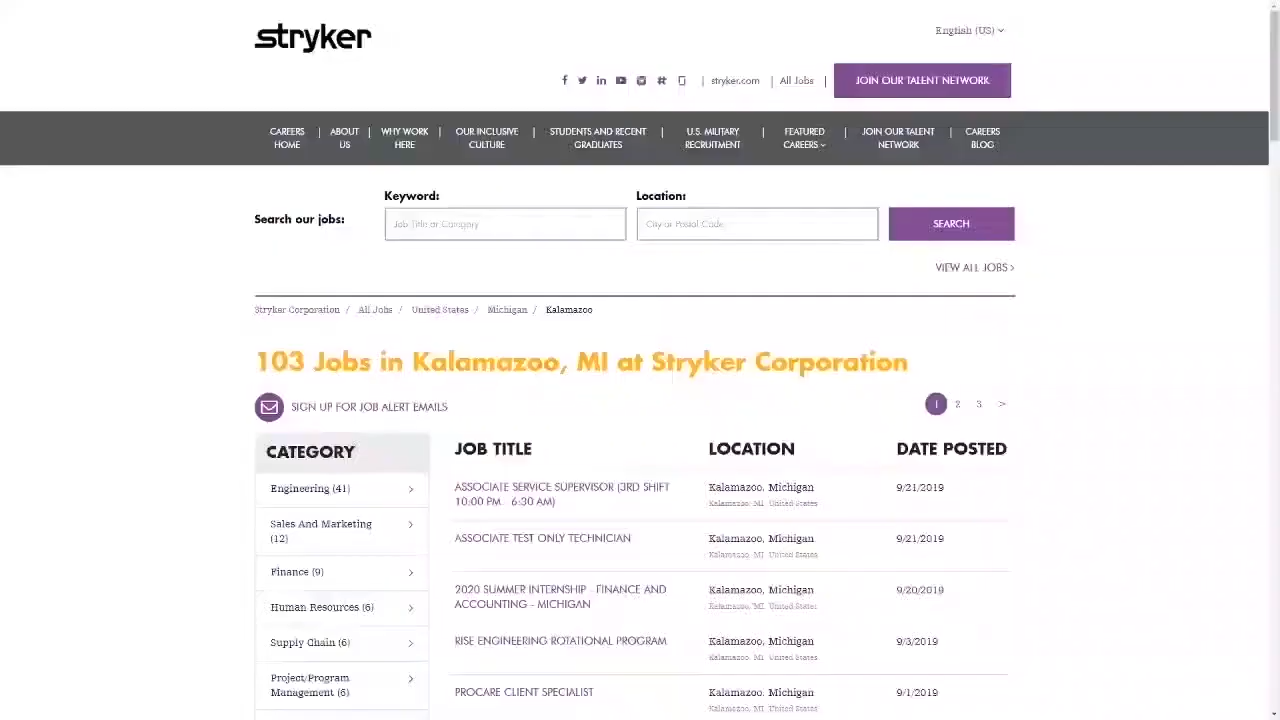 stryker
English (US)
stryker.com | All Jobs |
JOIN OUR TALENT NETWORK
CAREERS HOME | ABOUT US | WHY WORK HERE | OUR INCLUSIVE CULTURE | STUDENTS AND RECENT GRADUATES | U.S. MILITARY RECRUITMENT | FEATURED CAREERS | JOIN OUR TALENT NETWORK | CAREERS BLOG
Keyword:
Location:
Search our jobs:
Job Title or Category
City or Postal Code
SEARCH
VIEW ALL JOBS >
Stryker Corporation / All Jobs / United States / Michigan / Kalamazoo
103 Jobs in Kalamazoo, MI at Stryker Corporation
SIGN UP FOR JOB ALERT EMAILS
1 2 3 >
CATEGORY
Engineering (41)
Sales And Marketing
(12)
Finance (9)
Human Resources (6)
Supply Chain (6)
Project/Program
Management (6)
JOB TITLE LOCATION DATE POSTED
ASSOCIATE SERVICE SUPERVISOR (3RD SHIFT
10:00 PM - 6:30 AM)
Kalamazoo, Michigan
Kalamazoo, MI, United States
9/21/2019
ASSOCIATE TEST ONLY TECHNICIAN
Kalamazoo, Michigan
Kalamazoo, MI, United States
9/21/2019
2020 SUMMER INTERNSHIP - FINANCE AND
ACCOUNTING - MICHIGAN
Kalamazoo, Michigan
Kalamazoo, MI, United States
9/20/2019
RISE ENGINEERING ROTATIONAL PROGRAM
Kalamazoo, Michigan
Kalamazoo, MI, United States
9/3/2019
PROCARE CLIENT SPECIALIST
Kalamazoo, Michigan
Kalamazoo, MI, United States
9/1/2019